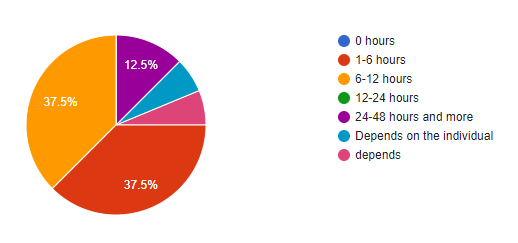 12.5%
37.5%
37.5%
0 hours
1-6 hours
6-12 hours
12-24 hours
24-48 hours and more
Depends on the individual
depends